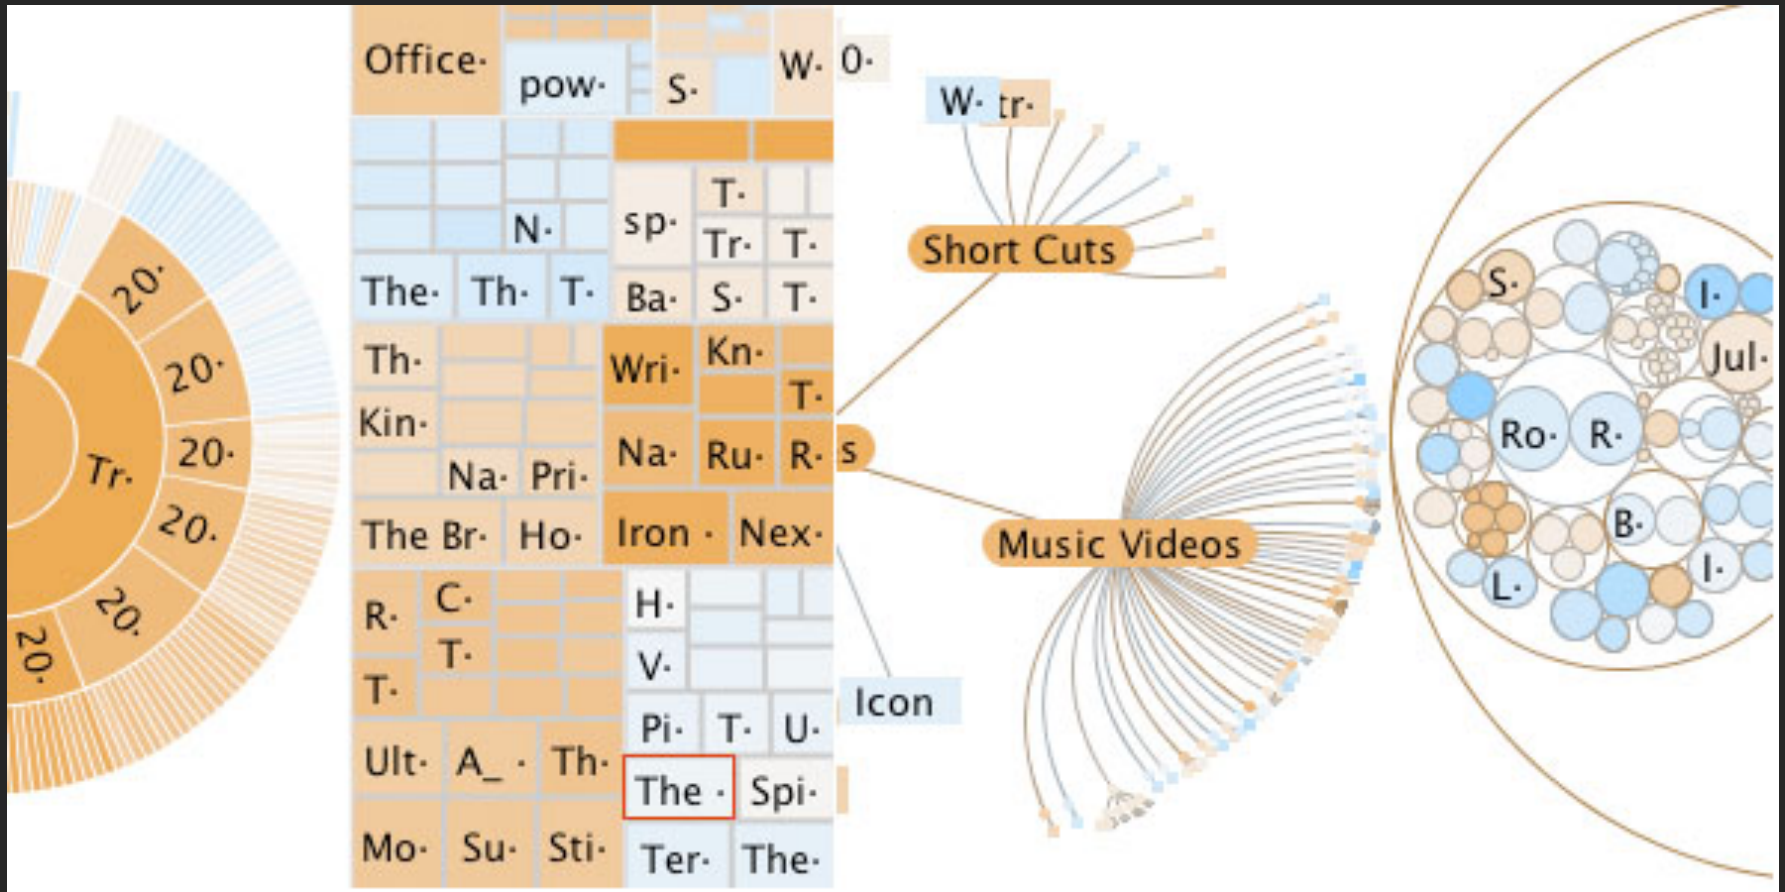 20.
20.
20.
20.
20.
20.
Tr.
Office·
pow·
S·
W·
N·
The·
Th·
T·
sp·
T·
Tr·
T·
Ba·
S·
T·
Th·
Kin·
Na·
Pri·
The Br·
Ho·
Wri·
Kn·
T·
Na·
Ru·
R·
Iron ·
Nex·
R·
C·
T·
T·
Ult·
A_ ·
Th·
Mo·
Su·
Sti·
H·
V·
Pi·
T·
U·
The ·
Spi·
Ter·
The·
0·
W·
tr·
Short Cuts
s
Music Videos
Icon
S·
I·
Jul·
Ro·
R·
B·
I·
L·